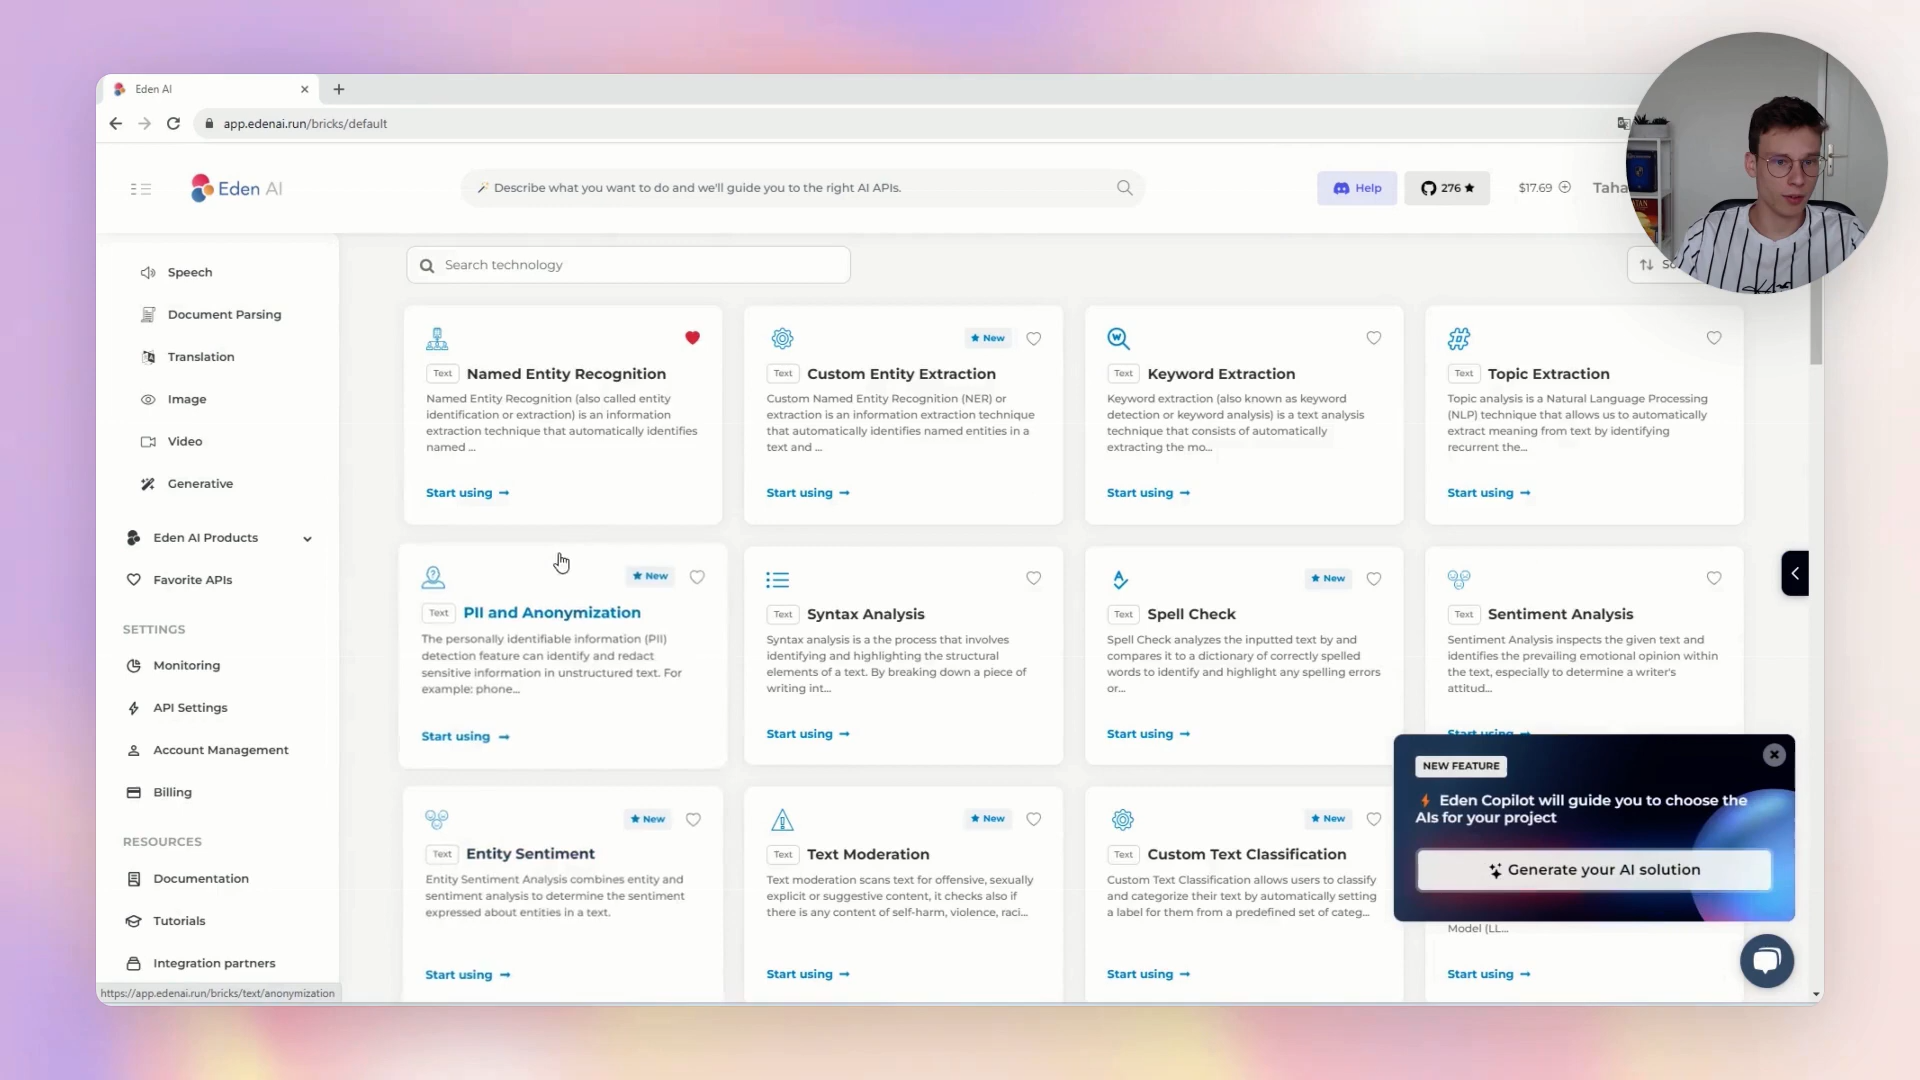 Eden AI
app.edenai.run/bricks/default
Eden AI
Describe what you want to do and we'll guide you to the right AI APIs.
Help
276
$17.69
Taha
Speech
Document Parsing
Translation
Image
Video
Generative
Eden AI Products
Favorite APIs
SETTINGS
Monitoring
API Settings
Account Management
Billing
RESOURCES
Documentation
Tutorials
Integration partners
https://app.edenai.run/bricks/text/anonymization
Search technology
Text Named Entity Recognition
Named Entity Recognition (also called entity
identification or extraction) is an information
extraction technique that automatically identifies
named ...
Start using
New
Text Custom Entity Extraction
Custom Named Entity Recognition (NER) or
extraction is an information extraction technique
that automatically identifies named entities in a
text and ...
Start using
Text Keyword Extraction
Keyword extraction (also known as keyword
detection or keyword analysis) is a text analysis
technique that consists of automatically
extracting the mo...
Start using
Text Topic Extraction
Topic analysis is a Natural Language Processing
(NLP) technique that allows us to automatically
extract meaning from text by identifying
recurrent the...
Start using
New
Text PII and Anonymization
The personally identifiable information (PII)
detection feature can identify and redact
sensitive information in unstructured text. For
example: phone...
Start using
Text Syntax Analysis
Syntax analysis is a the process that involves
identifying and highlighting the structural
elements of a text. By breaking down a piece of
writing int...
Start using
New
Text Spell Check
Spell Check analyzes the inputted text by and
compares it to a dictionary of correctly spelled
words to identify and highlight any spelling errors
or...
Start using
Text Sentiment Analysis
Sentiment Analysis inspects the given text and
identifies the prevailing emotional opinion within
the text, especially to determine a writer's
attitud...
Start using
New
Text Entity Sentiment
Entity Sentiment Analysis combines entity and
sentiment analysis to determine the sentiment
expressed about entities in a text.
Start using
New
Text Text Moderation
Text moderation scans text for offensive, sexually
explicit or suggestive content, it checks also if
there is any content of self-harm, violence, raci...
Start using
New
Text Custom Text Classification
Custom Text Classification allows users to classify
and categorize their text by automatically setting
a label for them from a predefined set of categ...
Start using
NEW FEATURE
Eden Copilot will guide you to choose the
AIs for your project
Generate your AI solution
Model (LL...
Start using